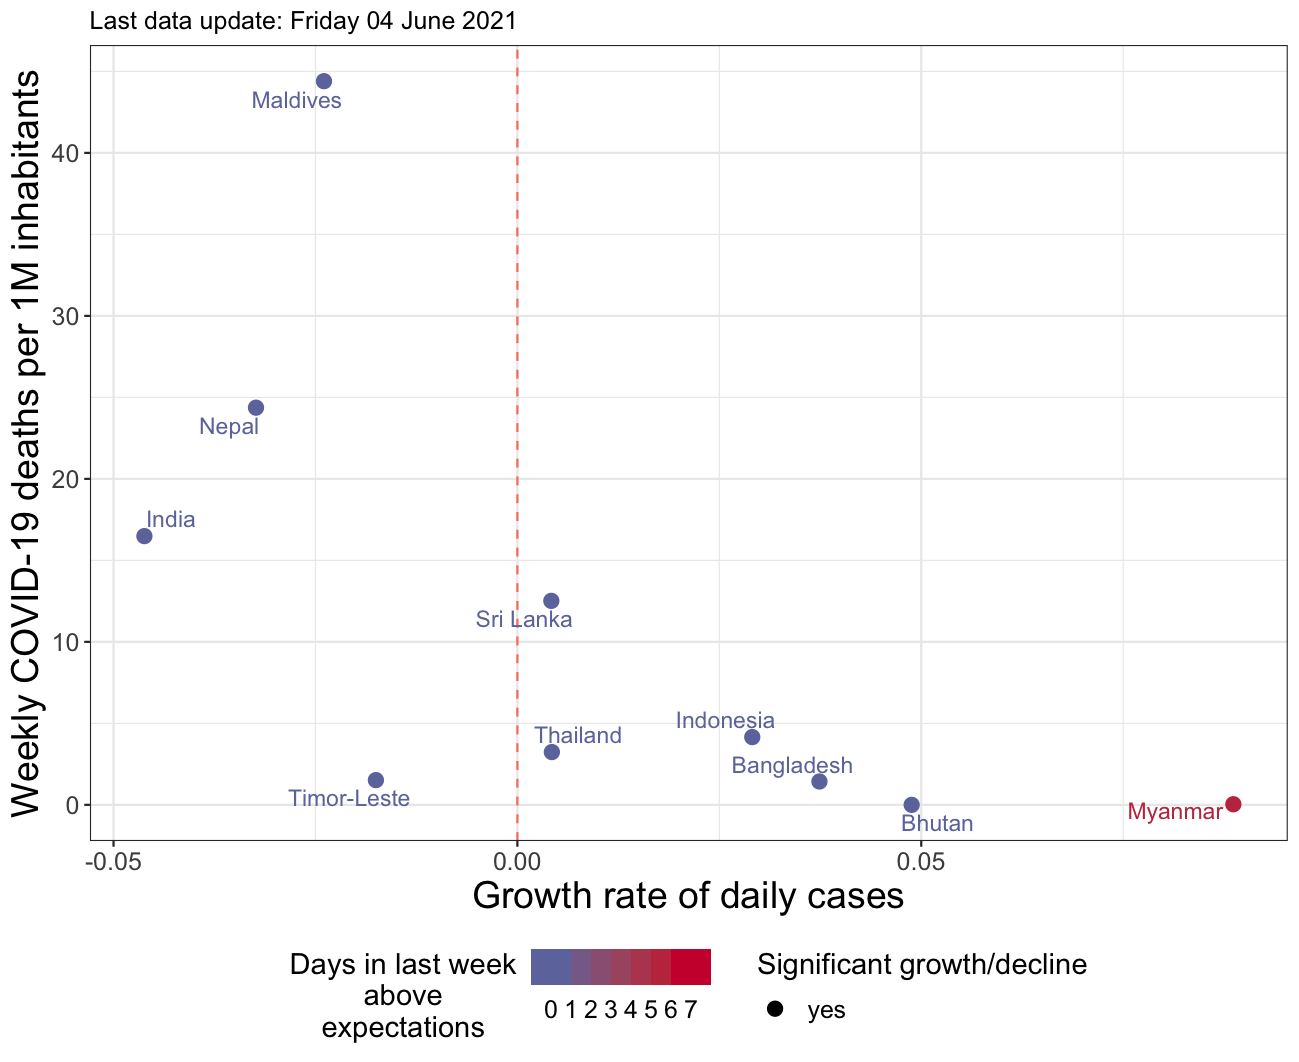 Last data update: Friday 04 June 2021
Weekly COVID-19 deaths per 1M inhabitants
40
30
20
10
0
Maldives
Nepal
India
Sri Lanka
Indonesia
Thailand
Bangladesh
Timor-Leste
Myanmar
Bhutan
-0.05
0.00
0.05
Growth rate of daily cases
Days in last week
above
expectations
0 1 2 3 4 5 6 7
Significant growth/decline
yes